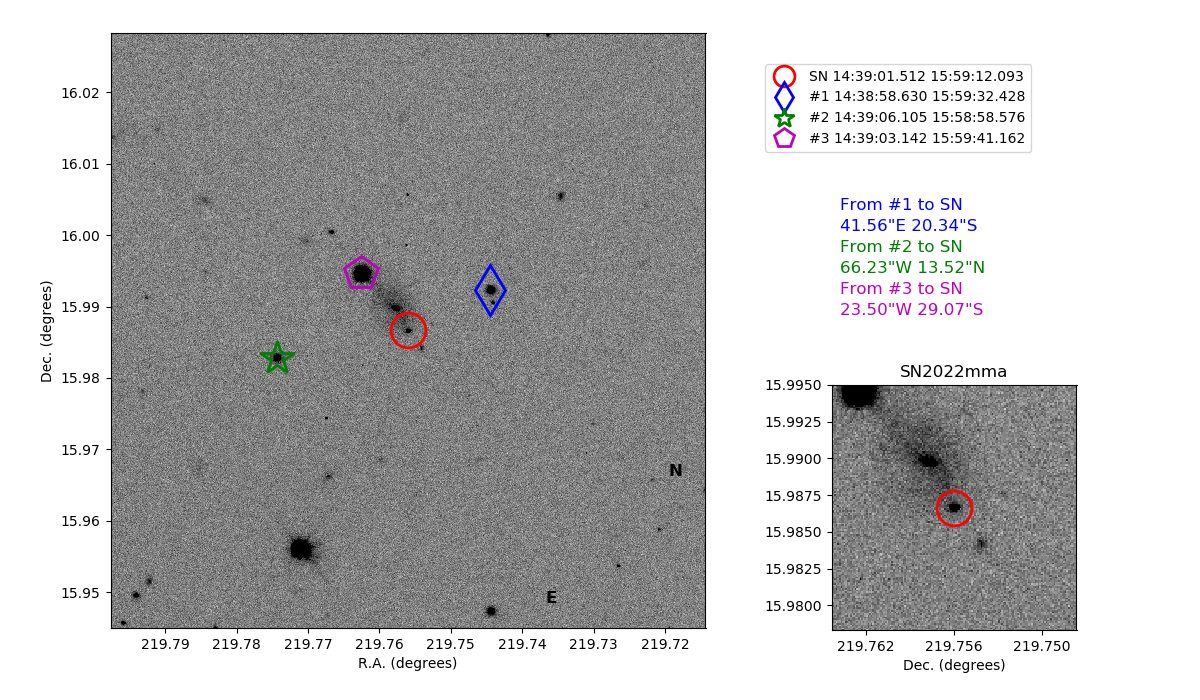 16.02
16.01
16.00
15.99
15.98
15.97
15.96
15.95
Dec. (degrees)
219.79 219.78 219.77 219.76 219.75 219.74 219.73 219.72
R.A. (degrees)
N
E
SN 14:39:01.512 15:59:12.093
#1 14:38:58.630 15:59:32.428
#2 14:39:06.105 15:58:58.576
#3 14:39:03.142 15:59:41.162
From #1 to SN
41.56"E 20.34"S
From #2 to SN
66.23"W 13.52"N
From #3 to SN
23.50"W 29.07"S
SN2022mma
15.9950
15.9925
15.9900
15.9875
15.9850
15.9825
15.9800
219.762 219.756 219.750
Dec. (degrees)